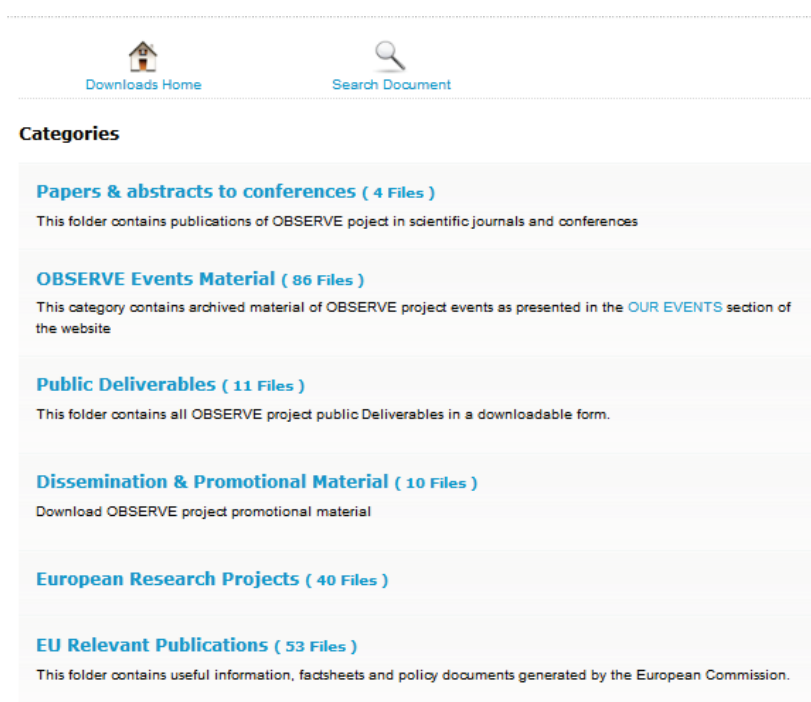 Downloads Home
Search Document
Categories
Papers & abstracts to conferences ( 4 Files )
This folder contains publications of OBSERVE poject in scientific journals and conferences
OBSERVE Events Material ( 86 Files )
This category contains archived material of OBSERVE project events as presented in the OUR EVENTS section of
the website
Public Deliverables ( 11 Files )
This folder contains all OBSERVE project public Deliverables in a downloadable form.
Dissemination & Promotional Material ( 10 Files )
Download OBSERVE project promotional material
European Research Projects ( 40 Files )
EU Relevant Publications ( 53 Files )
This folder contains useful information, factsheets and policy documents generated by the European Commission.